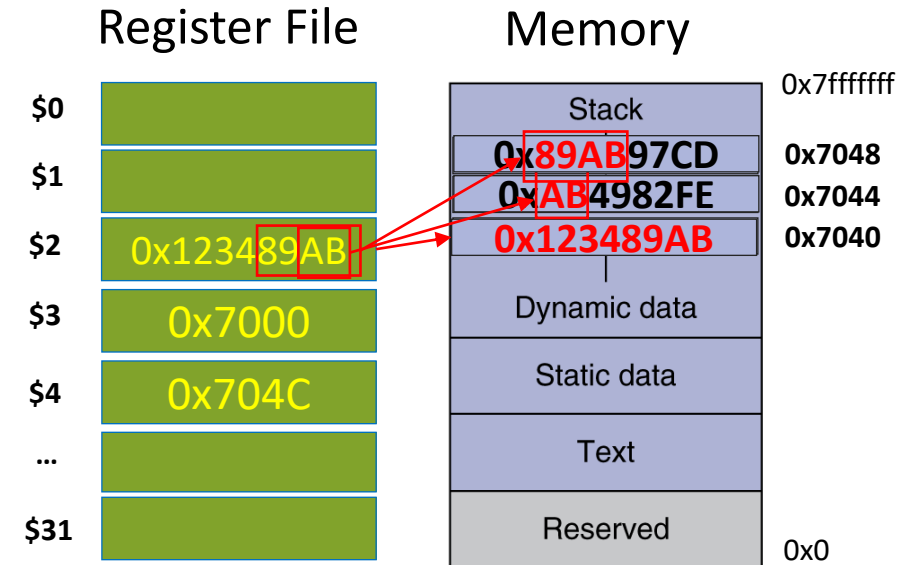 Register File
Memory
0x7fffffff
$0
Stack
0x89AB97CD
0x7048
$1
0xAB4982FE
0x7044
$2
0x123489AB
0x123489AB
0x7040
$3
0x7000
Dynamic data
$4
0x704C
Static data
...
Text
$31
Reserved
0x0